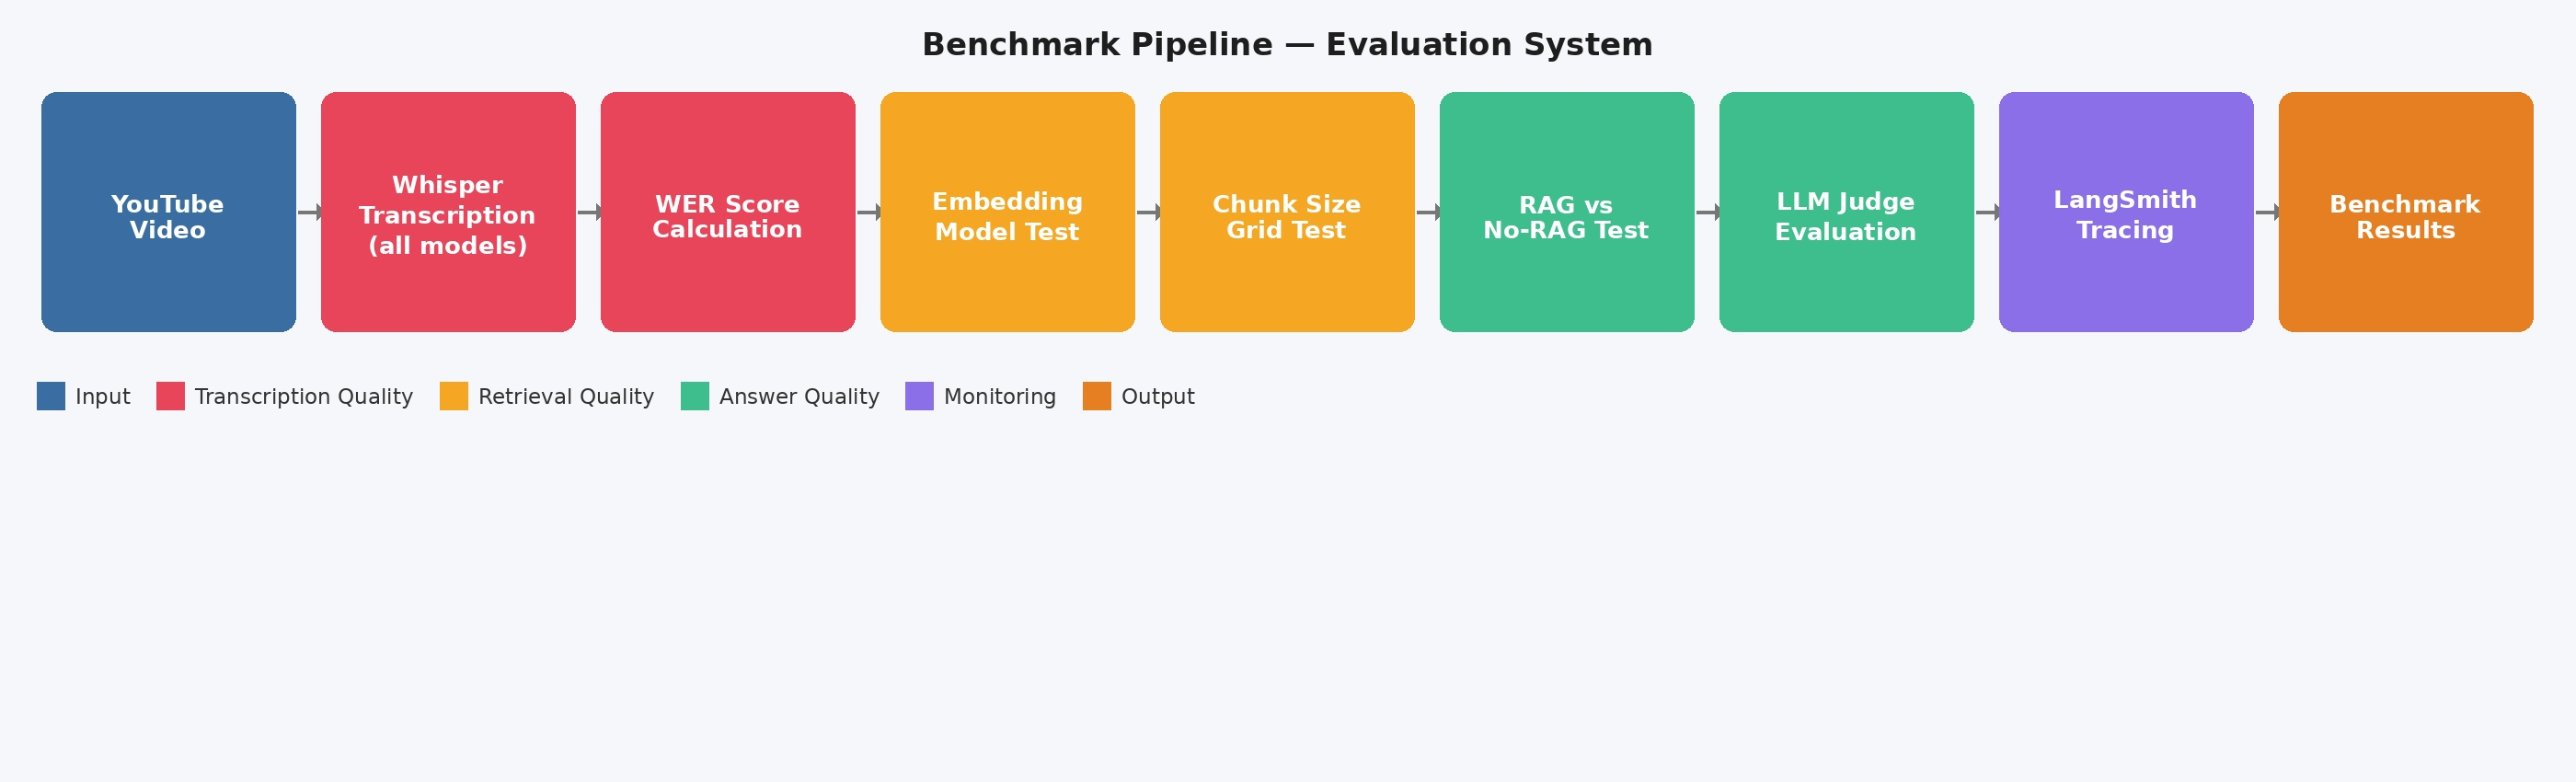 Benchmark Pipeline — Evaluation System
YouTube
Video
Whisper
Transcription
(all models)
WER Score
Calculation
Embedding
Model Test
Chunk Size
Grid Test
RAG vs
No-RAG Test
LLM Judge
Evaluation
LangSmith
Tracing
Benchmark
Results
Input
Transcription Quality
Retrieval Quality
Answer Quality
Monitoring
Output